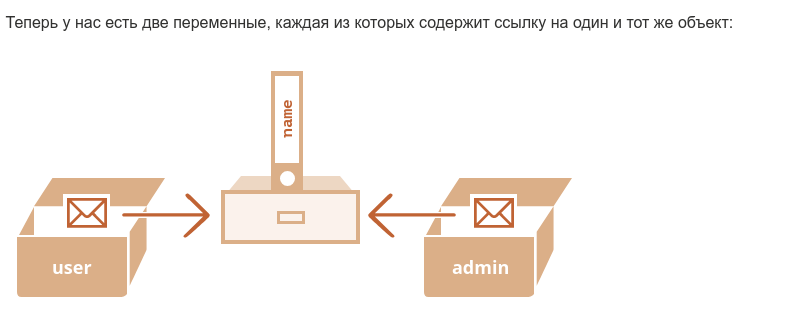 Теперь у нас есть две переменные, каждая из которых содержит ссылку на один и тот же объект:
name
user
admin